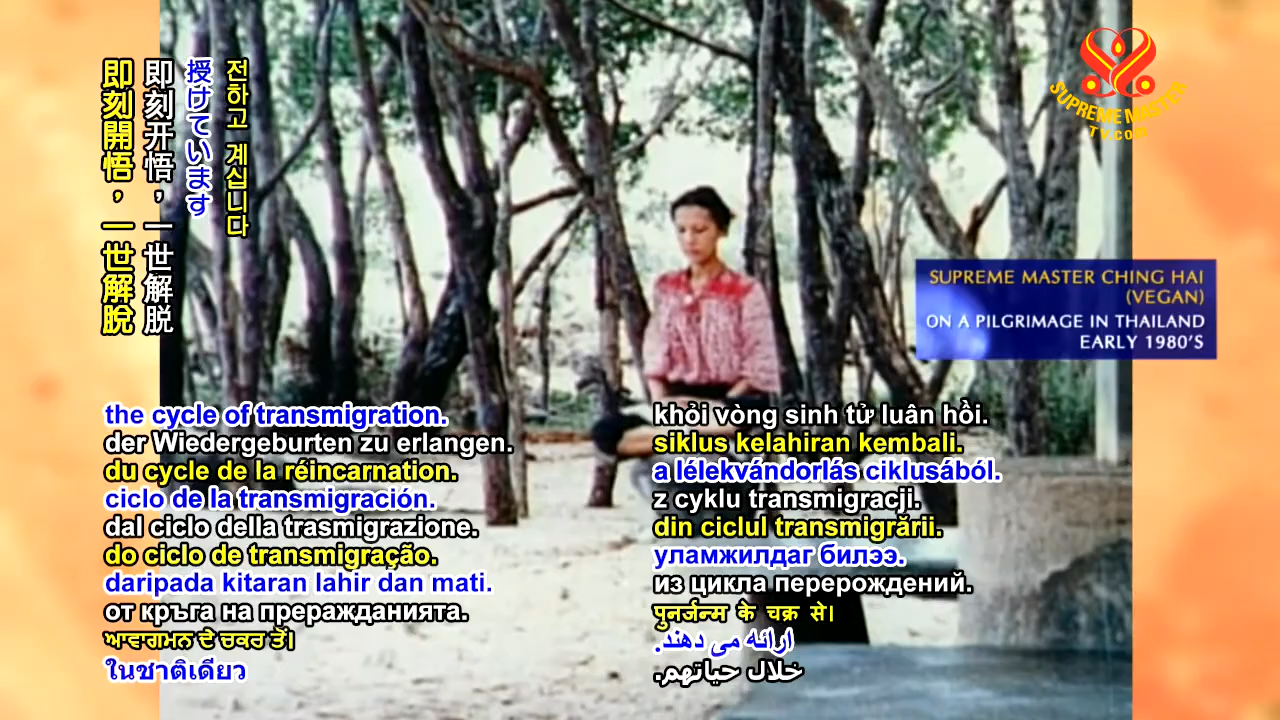 即刻開悟，一世解脫
即刻开悟，一世解脱
授けています
전하고 계십니다
SUPREME MASTER
TV.com
SUPREME MASTER CHING HAI
(VEGAN)
ON A PILGRIMAGE IN THAILAND
EARLY 1980'S
the cycle of transmigration.
der Wiedergeburten zu erlangen.
du cycle de la réincarnation.
ciclo de la transmigración.
dal ciclo della trasmigrazione.
do ciclo de transmigração.
daripada kitaran lahir dan mati.
от кръга на преражданията.
ਆਵਾਗਮਨ ਦੇ ਚਕਰ ਤੋਂ।
ในชาติเดียว
khỏi vòng sinh tử luân hồi.
siklus kelahiran kembali.
a lélekvándorlás ciklusából.
z cyklu transmigracji.
din ciclul transmigrării.
уламжилдаг билээ.
из цикла перерождений.
पुनर्जन्म के चक्र से।
ارائه می دهند.
خلال حياتهم.